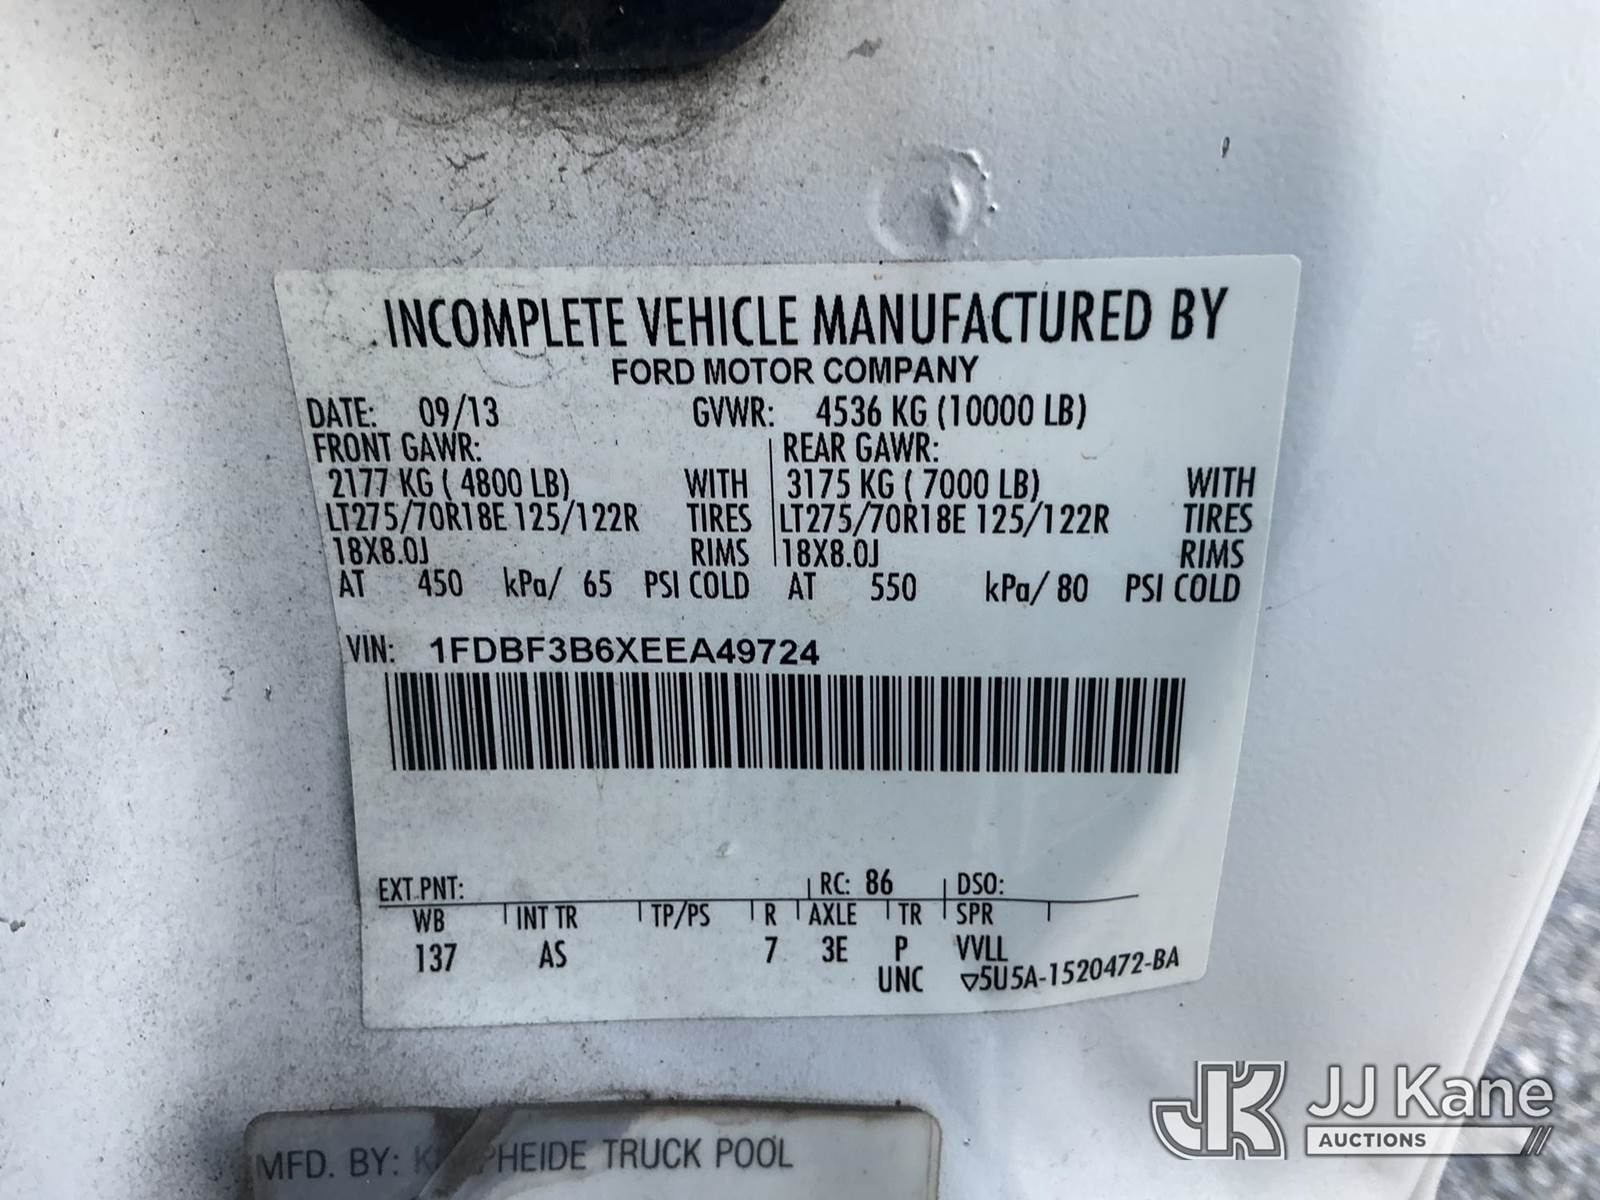 INCOMPLETE VEHICLE MANUFACTURED BY
FORD MOTOR COMPANY
DATE: 09/13 GVWR: 4536 KG (10000 LB)
FRONT GAWR: REAR GAWR:
2177 KG ( 4800 LB) WITH 3175 KG ( 7000 LB) WITH
LT275/70R18E 125/122R TIRES LT275/70R18E 125/122R TIRES
18X8.0J RIMS 18X8.0J RIMS
AT 450 kPa/ 65 PSI COLD AT 550 kPa/ 80 PSI COLD
VIN: 1FDBF3B6XEEA49724
EXT PNT: RC: 86 DSO:
WB INT TR TP/PS R AXLE TR SPR
137 AS 7 3E P VVLL
UNC ▽5U5A-1520472-BA
MFD. BY: TRUCK POOL
JK JJ Kane
AUCTIONS